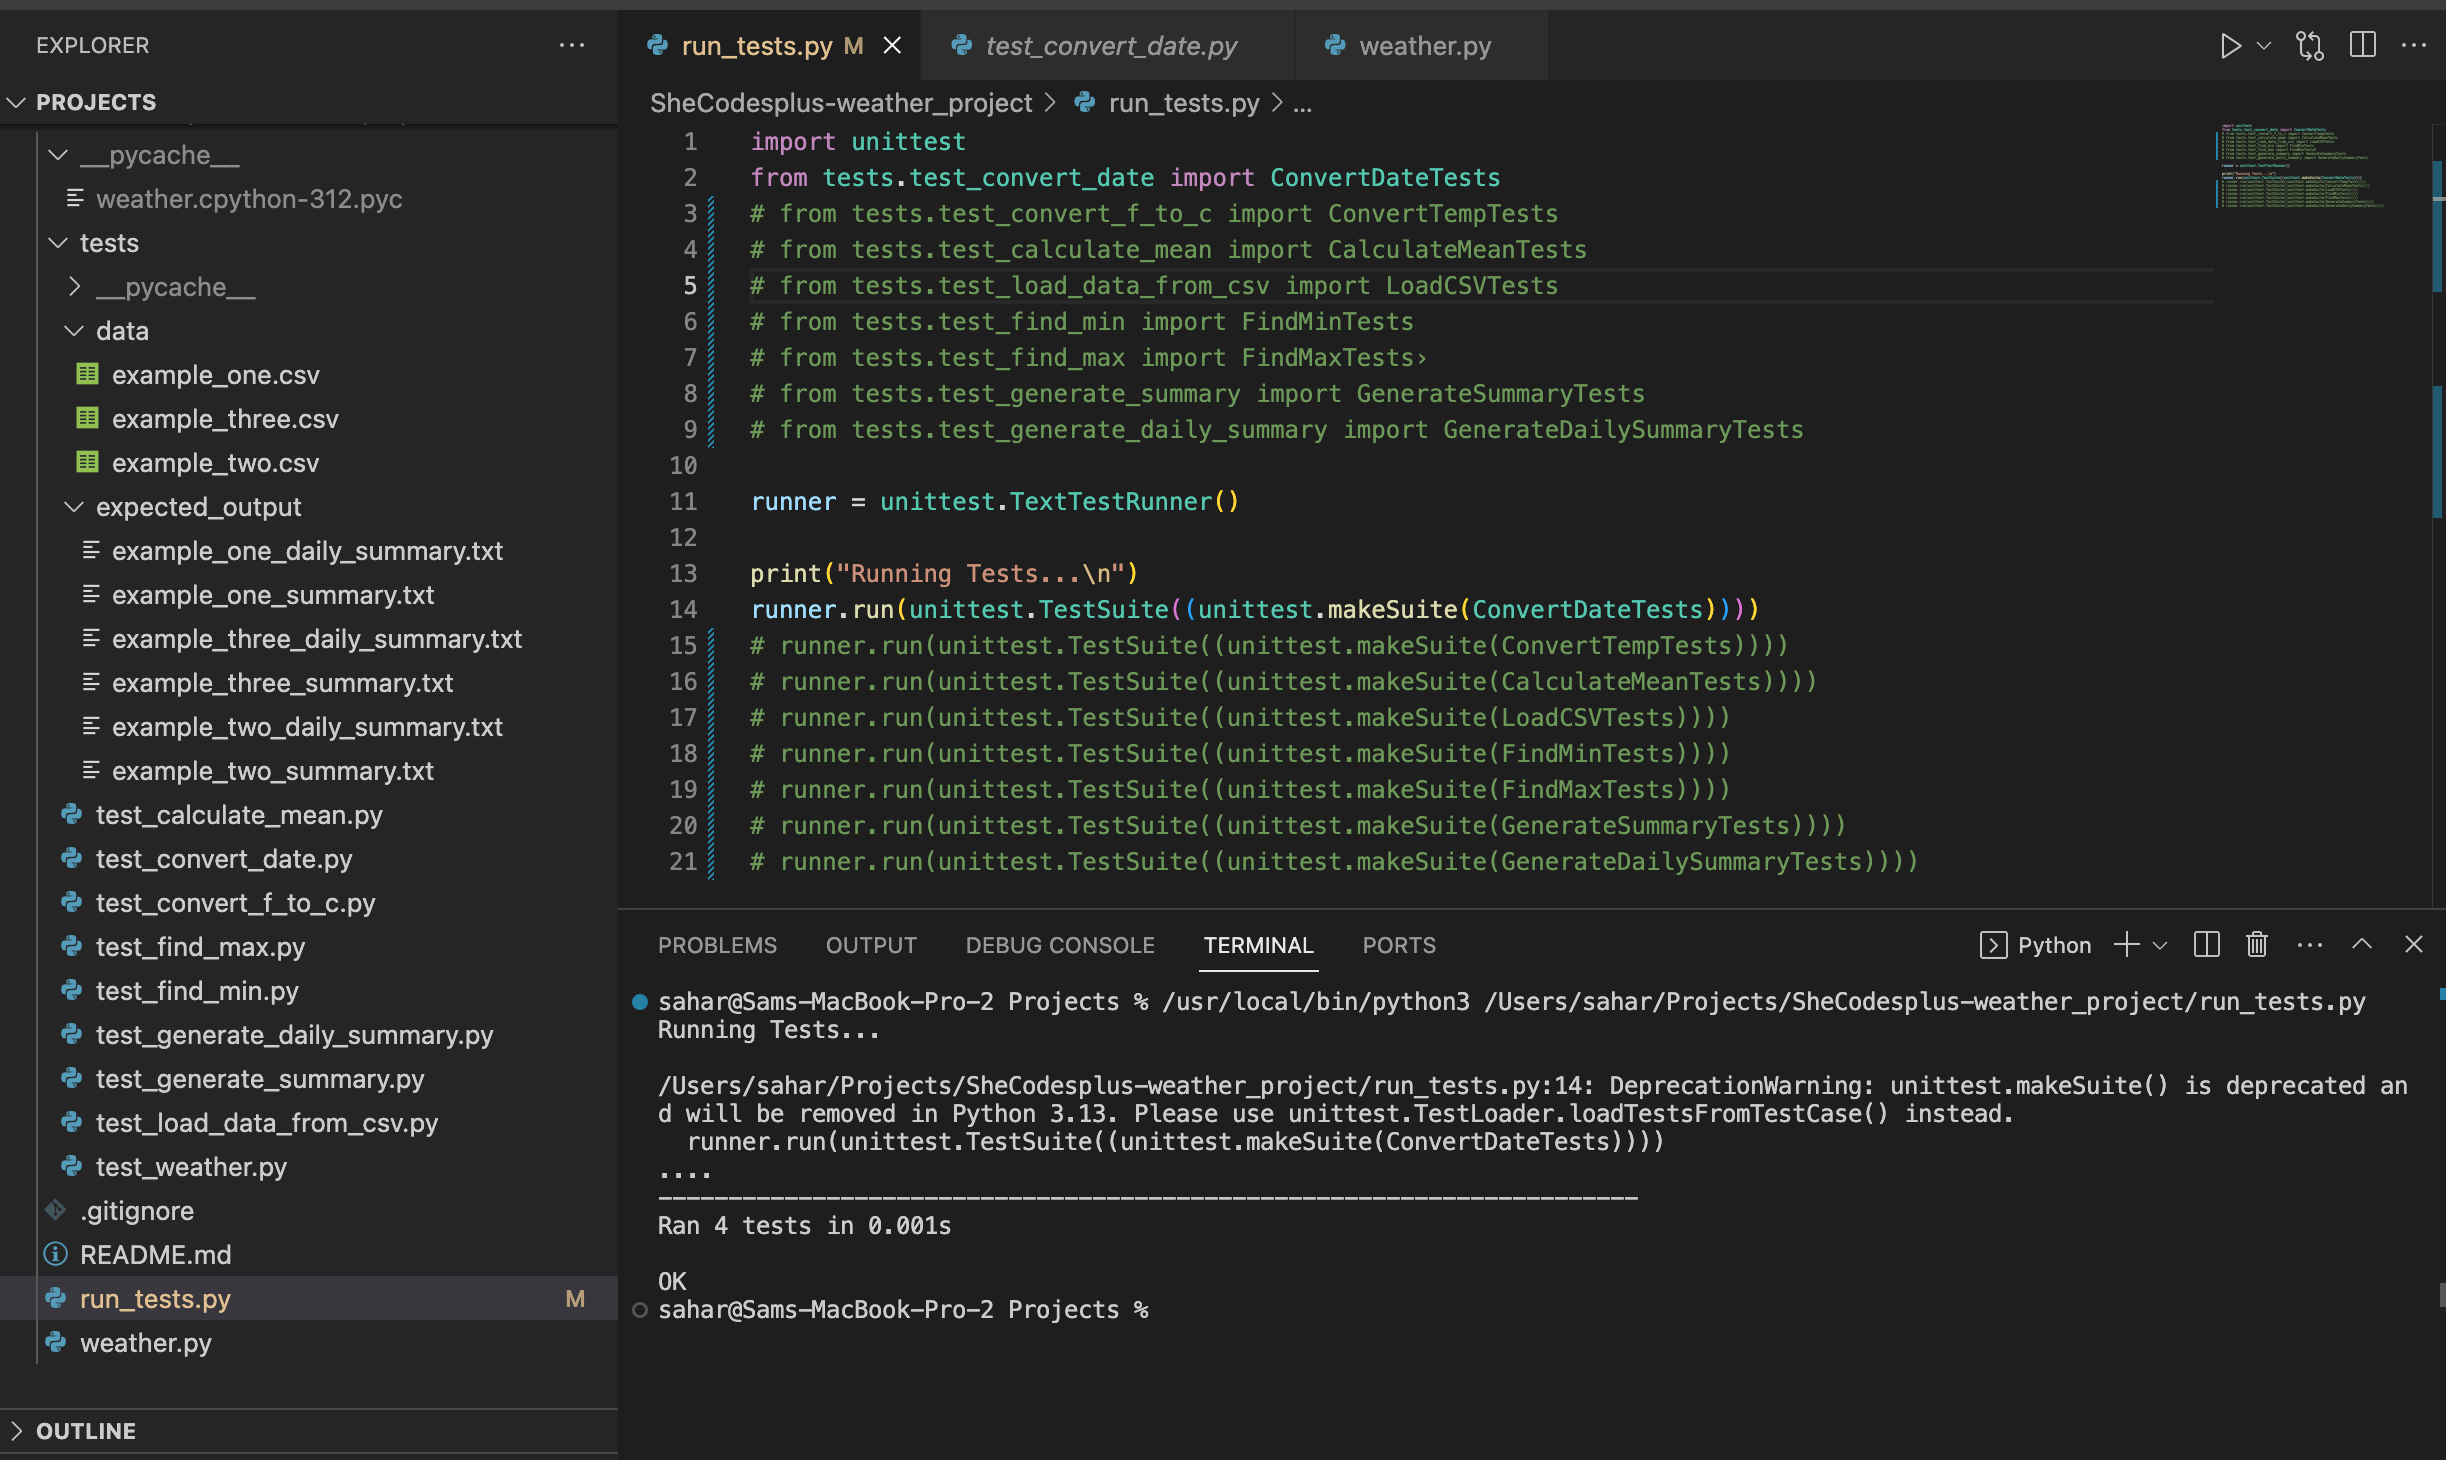 EXPLORER
PROJECTS
__pycache__
weather.cpython-312.pyc
tests
__pycache__
data
example_one.csv
example_three.csv
example_two.csv
expected_output
example_one_daily_summary.txt
example_one_summary.txt
example_three_daily_summary.txt
example_three_summary.txt
example_two_daily_summary.txt
example_two_summary.txt
test_calculate_mean.py
test_convert_date.py
test_convert_f_to_c.py
test_find_max.py
test_find_min.py
test_generate_daily_summary.py
test_generate_summary.py
test_load_data_from_csv.py
test_weather.py
.gitignore
README.md
run_tests.py M
weather.py
OUTLINE
run_tests.py M test_convert_date.py weather.py
SheCodesplus-weather_project > run_tests.py > ...
1 import unittest
2 from tests.test_convert_date import ConvertDateTests
3 # from tests.test_convert_f_to_c import ConvertTempTests
4 # from tests.test_calculate_mean import CalculateMeanTests
5 # from tests.test_load_data_from_csv import LoadCSVTests
6 # from tests.test_find_min import FindMinTests
7 # from tests.test_find_max import FindMaxTests›
8 # from tests.test_generate_summary import GenerateSummaryTests
9 # from tests.test_generate_daily_summary import GenerateDailySummaryTests
10
11 runner = unittest.TextTestRunner()
12
13 print("Running Tests...\n")
14 runner.run(unittest.TestSuite((unittest.makeSuite(ConvertDateTests))))
15 # runner.run(unittest.TestSuite((unittest.makeSuite(ConvertTempTests))))
16 # runner.run(unittest.TestSuite((unittest.makeSuite(CalculateMeanTests))))
17 # runner.run(unittest.TestSuite((unittest.makeSuite(LoadCSVTests))))
18 # runner.run(unittest.TestSuite((unittest.makeSuite(FindMinTests))))
19 # runner.run(unittest.TestSuite((unittest.makeSuite(FindMaxTests))))
20 # runner.run(unittest.TestSuite((unittest.makeSuite(GenerateSummaryTests))))
21 # runner.run(unittest.TestSuite((unittest.makeSuite(GenerateDailySummaryTests))))
PROBLEMS OUTPUT DEBUG CONSOLE TERMINAL PORTS Python
sahar@Sams-MacBook-Pro-2 Projects % /usr/local/bin/python3 /Users/sahar/Projects/SheCodesplus-weather_project/run_tests.py
Running Tests...
/Users/sahar/Projects/SheCodesplus-weather_project/run_tests.py:14: DeprecationWarning: unittest.makeSuite() is deprecated an
d will be removed in Python 3.13. Please use unittest.TestLoader.loadTestsFromTestCase() instead.
runner.run(unittest.TestSuite((unittest.makeSuite(ConvertDateTests))))
....
----------------------------------------------------------------------
Ran 4 tests in 0.001s
OK
sahar@Sams-MacBook-Pro-2 Projects %